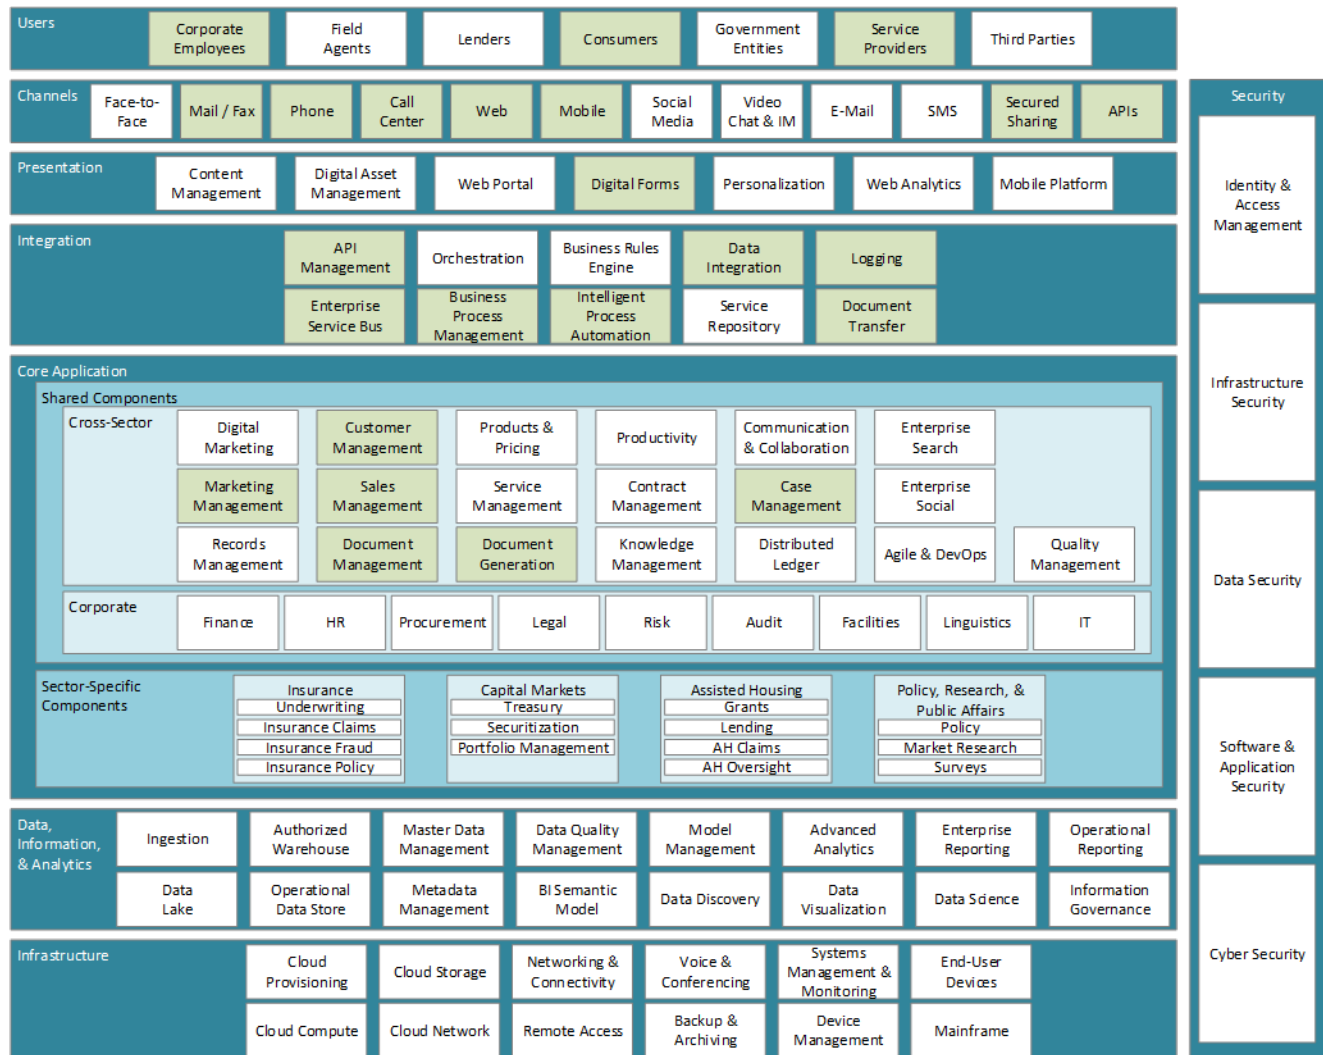 Users
Corporate
Employees
Field
Agents
Lenders
Consumers
Government
Entities
Service
Providers
Third Parties
Channels
Face-to-
Face
Mail / Fax
Phone
Call
Center
Web
Mobile
Social
Media
Video
Chat & IM
E-Mail
SMS
Secured
Sharing
APIs
Presentation
Content
Management
Digital Asset
Management
Web Portal
Digital Forms
Personalization
Web Analytics
Mobile Platform
Integration
API
Management
Orchestration
Business Rules
Engine
Data
Integration
Logging
Enterprise
Service Bus
Business
Process
Management
Intelligent
Process
Automation
Service
Repository
Document
Transfer
Core Application
Shared Components
Cross-Sector
Digital
Marketing
Customer
Management
Products &
Pricing
Productivity
Communication
& Collaboration
Enterprise
Search
Marketing
Management
Sales
Management
Service
Management
Contract
Management
Case
Management
Enterprise
Social
Records
Management
Document
Management
Document
Generation
Knowledge
Management
Distributed
Ledger
Agile & DevOps
Quality
Management
Corporate
Finance
HR
Procurement
Legal
Risk
Audit
Facilities
Linguistics
IT
Sector-Specific
Components
Insurance
Underwriting
Insurance Claims
Insurance Fraud
Insurance Policy
Capital Markets
Treasury
Securitization
Portfolio Management
Assisted Housing
Grants
Lending
AH Claims
AH Oversight
Policy, Research, &
Public Affairs
Policy
Market Research
Surveys
Data,
Information,
& Analytics
Ingestion
Authorized
Warehouse
Master Data
Management
Data Quality
Management
Model
Management
Advanced
Analytics
Enterprise
Reporting
Operational
Reporting
Data
Lake
Operational
Data Store
Metadata
Management
BI Semantic
Model
Data Discovery
Data
Visualization
Data Science
Information
Governance
Infrastructure
Cloud
Provisioning
Cloud Storage
Networking &
Connectivity
Voice &
Conferencing
Systems
Management &
Monitoring
End-User
Devices
Cloud Compute
Cloud Network
Remote Access
Backup &
Archiving
Device
Management
Mainframe
Security
Identity &
Access
Management
Infrastructure
Security
Data Security
Software &
Application
Security
Cyber Security